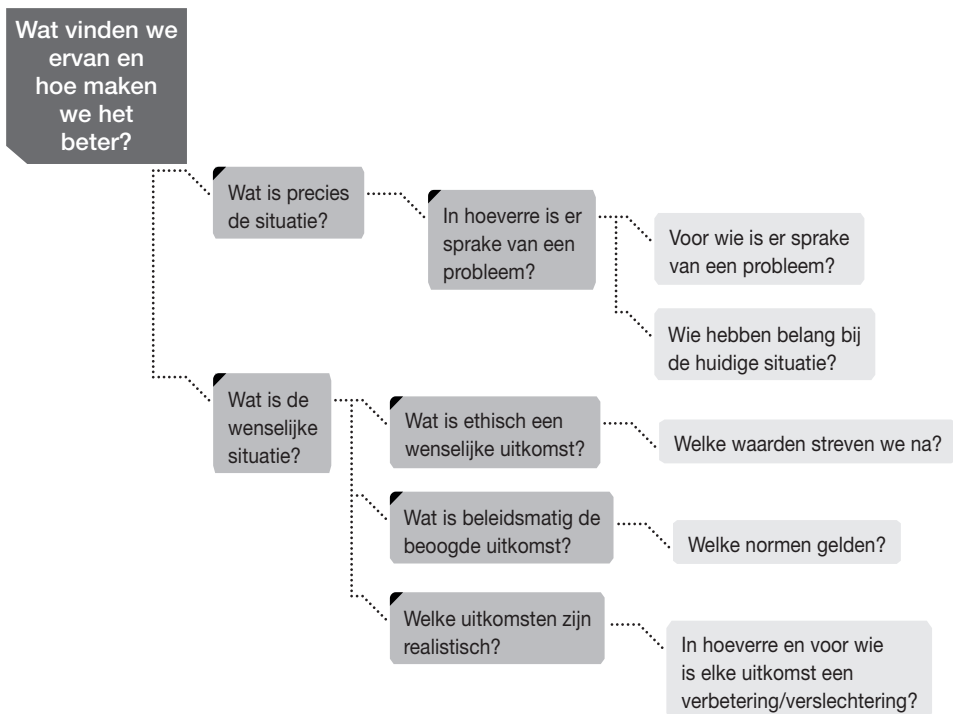 Wat vinden we
ervan en
hoe maken
we het
beter?
Wat is precies
de situatie?
In hoeverre is er
sprake van een
probleem?
Voor wie is er sprake
van een probleem?
Wie hebben belang bij
de huidige situatie?
Wat is de
wenselijke
situatie?
Wat is ethisch een
wenselijke uitkomst?
Welke waarden streven we na?
Wat is beleidsmatig de
beoogde uitkomst?
Welke normen gelden?
Welke uitkomsten zijn
realistisch?
In hoeverre en voor wie
is elke uitkomst een
verbetering/verslechtering?